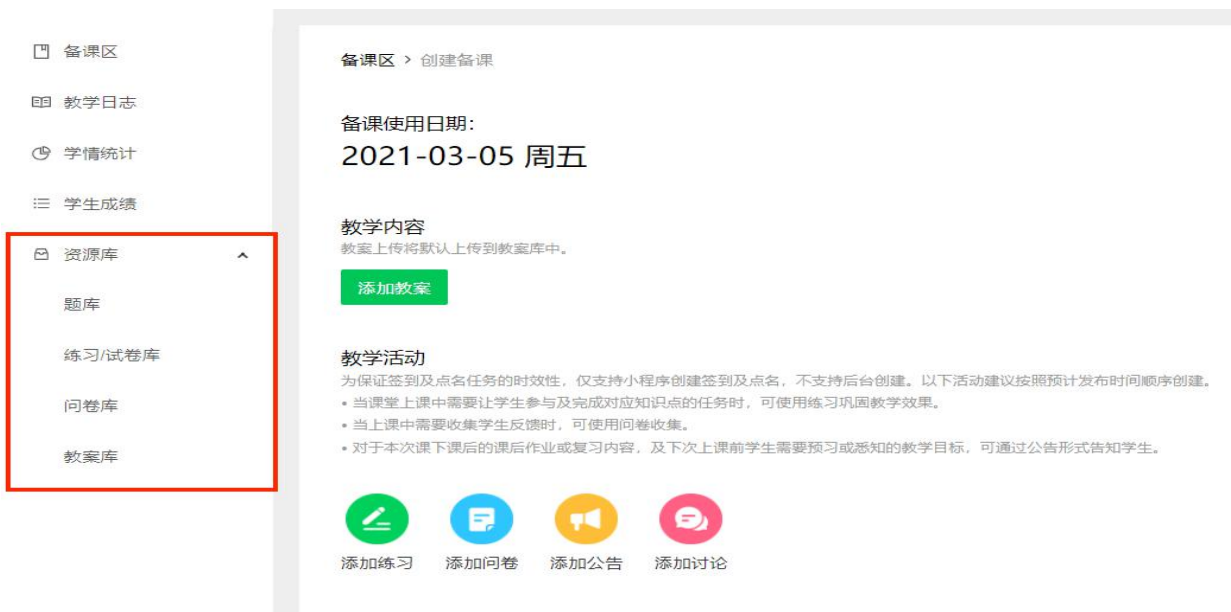 备课区
教学日志
学情统计
学生成绩
资源库
题库
练习/试卷库
问卷库
教案库
备课区 > 创建备课
备课使用日期:
2021-03-05 周五
教学内容
教案上传将默认上传到教案库中。
添加教案
教学活动
为保证签到及点名任务的时效性，仅支持小程序创建签到及点名，不支持后台创建。以下活动建议按照预计发布时间顺序创建。
• 当课堂上课中需要让学生参与及完成对应知识点的任务时，可使用练习巩固教学效果。
• 当上课中需要收集学生反馈时，可使用问卷收集。
• 对于本次课下课后的课后作业或复习内容，及下次上课前学生需要预习或悉知的教学目标，可通过公告形式告知学生。
添加练习 添加问卷 添加公告 添加讨论